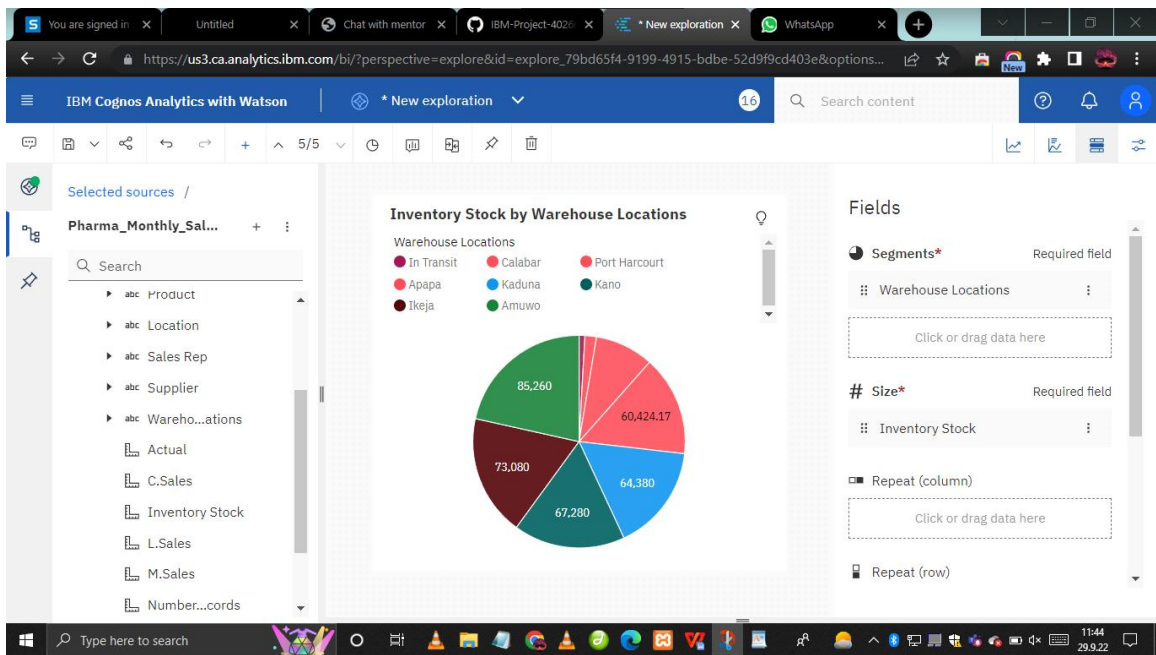 You are signed in
Untitled
Chat with mentor
IBM-Project-4026
* New exploration
WhatsApp
https://us3.ca.analytics.ibm.com/bi/?perspective=explore&id=explore_79bd65f4-9199-4915-bdbe-52d9f9cd403e&options...
New
IBM Cognos Analytics with Watson
* New exploration
16
Search content
5/5
Selected sources /
Pharma_Monthly_Sal...
Search
abc Product
abc Location
abc Sales Rep
abc Supplier
abc Wareho...ations
Actual
C.Sales
Inventory Stock
L.Sales
M.Sales
Number...cords
Inventory Stock by Warehouse Locations
Warehouse Locations
In Transit Calabar Port Harcourt
Apapa Kaduna Kano
Ikeja Amuwo
85,260
60,424.17
73,080
64,380
67,280
Fields
Segments* Required field
Warehouse Locations
Click or drag data here
# Size* Required field
Inventory Stock
Repeat (column)
Click or drag data here
Repeat (row)
Type here to search
11:44
29.9.22